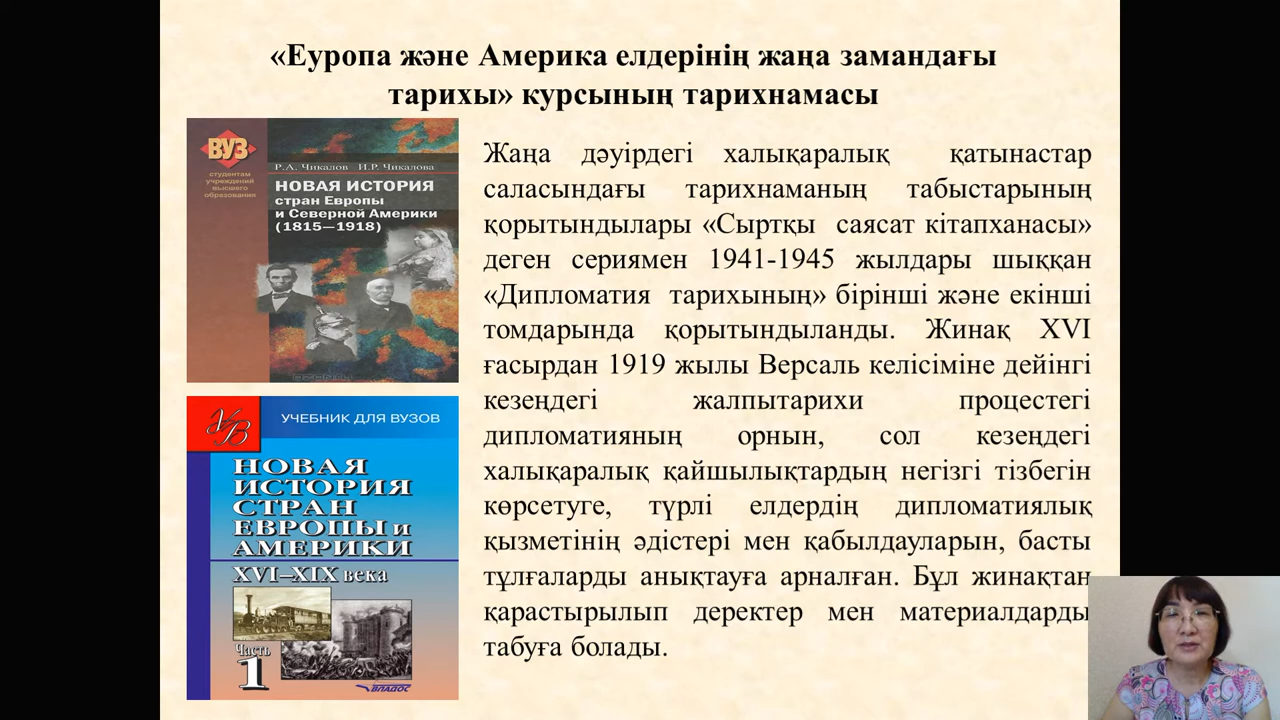 «Еуропа және Америка елдерінің жаңа замандағы
тарихы» курсының тарихнамасы
ВУЗ
студентам
учреждений
высшего
образования
Р.А. Чикалов И.Р. Чикалова
НОВАЯ ИСТОРИЯ
стран Европы
и Северной Америки
(1815—1918)
УЧЕБНИК ДЛЯ ВУЗОВ
НОВАЯ
ИСТОРИЯ
СТРАН
ЕВРОПЫ и
АМЕРИКИ
XVI–XIX века
Часть
1
ВЛАДОС
Жаңа дәуірдегі халықаралық қатынастар
саласындағы тарихнаманың табыстарының
қорытындылары «Сыртқы саясат кітапханасы»
деген сериямен 1941-1945 жылдары шыққан
«Дипломатия тарихының» бірінші және екінші
томдарында қорытындыланды. Жинақ XVI
ғасырдан 1919 жылы Версаль келісіміне дейінгі
кезеңдегі жалпытарихи процестегі
дипломатияның орнын, сол кезеңдегі
халықаралық қайшылықтардың негізгі тізбегін
көрсетуге, түрлі елдердің дипломатиялық
қызметінің әдістері мен қабылдауларын, басты
тұлғаларды анықтауға арналған. Бұл жинақтан
қарастырылып деректер мен материалдарды
табуға болады.